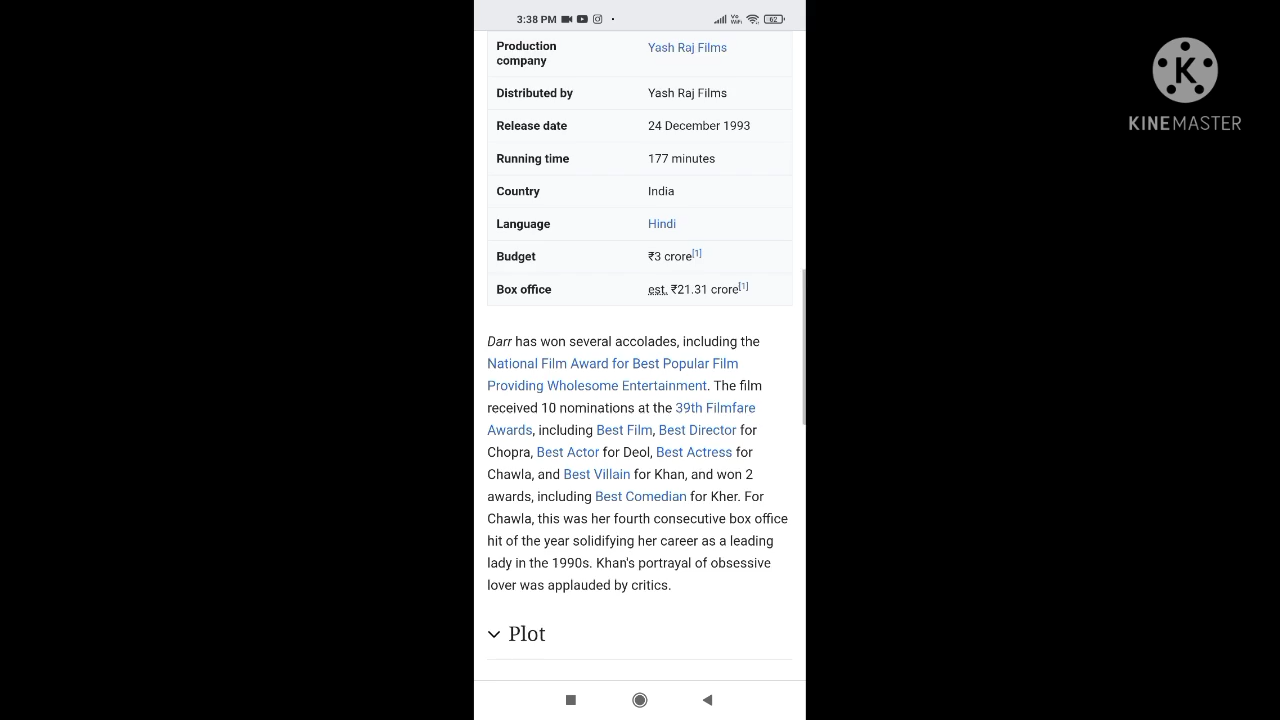 3:38 PM
Vo
WiFi
62
Production
company
Yash Raj Films
Distributed by Yash Raj Films
Release date 24 December 1993
Running time 177 minutes
Country India
Language Hindi
Budget ₹3 crore[1]
Box office est. ₹21.31 crore[1]
Darr has won several accolades, including the
National Film Award for Best Popular Film
Providing Wholesome Entertainment. The film
received 10 nominations at the 39th Filmfare
Awards, including Best Film, Best Director for
Chopra, Best Actor for Deol, Best Actress for
Chawla, and Best Villain for Khan, and won 2
awards, including Best Comedian for Kher. For
Chawla, this was her fourth consecutive box office
hit of the year solidifying her career as a leading
lady in the 1990s. Khan's portrayal of obsessive
lover was applauded by critics.
Plot
K
KINEMASTER